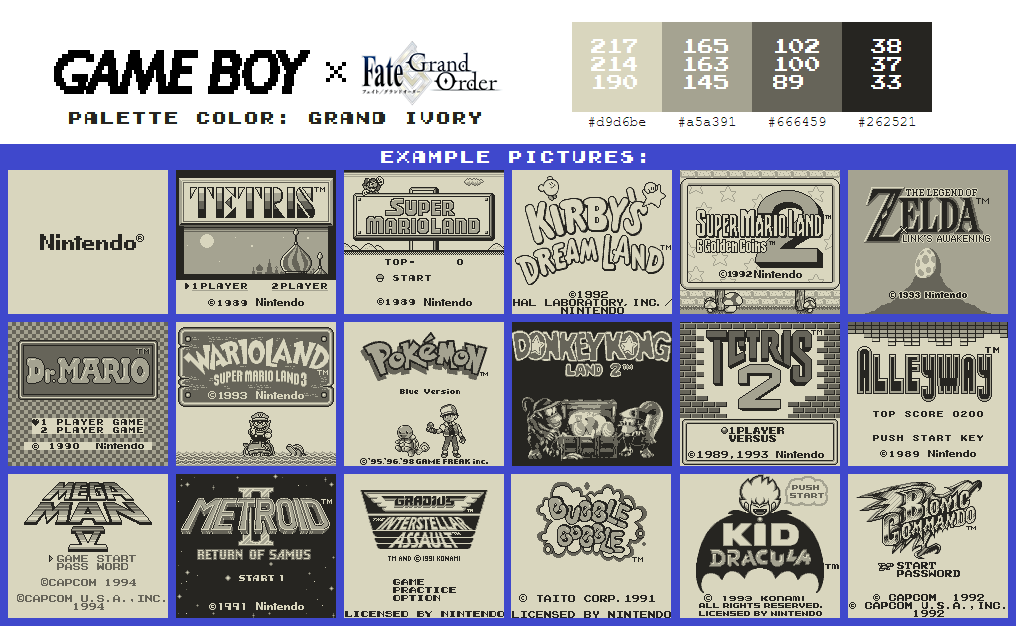 GAME BOY × Fate Grand Order
フェイト/グランドオーダー
PALETTE COLOR: GRAND IVORY
217 165 102 38
214 163 100 37
190 145 89 33
#d9d6be #a5a391 #666459 #262521
EXAMPLE PICTURES:
Nintendo®
TETRIS™
1PLAYER 2PLAYER
©1989 Nintendo
SUPER
MARIOLAND
TOP- 0
START
©1989 Nintendo
KIRBY'S
DREAM LAND™
©1992
HAL LABORATORY, INC./
NINTENDO
SUPER MARIO LAND™ 2
6 Golden Coins™
©1992 Nintendo
THE LEGEND OF
ZELDA™
LINK'S AWAKENING
© 1993 Nintendo
Dr. MARIO™
1 PLAYER GAME
2 PLAYER GAME
© 1990 Nintendo
WARIOLAND
SUPER MARIO LAND 3™
©1993 Nintendo
POKéMON™
Blue Version
©'95.'96.'98 GAME FREAK inc.
DONKEY KONG
LAND 2™
TETRIS™
2
1PLAYER
VERSUS
©1989,1993 Nintendo
ALLEYWAY™
TOP SCORE 0200
PUSH START KEY
©1989 Nintendo
MEGA
MAN
IV
GAME START
PASS WORD
©CAPCOM 1994
©CAPCOM U.S.A.,INC.
1994
METROID™
II
RETURN OF SAMUS
START 1
©1991 Nintendo
GRADIUS
THE INTERSTELLAR
ASSAULT™
TM AND ©1991 KONAMI
GAME
PRACTICE
OPTION
LICENSED BY NINTENDO
BUBBLE
BOBBLE™
© TAITO CORP. 1991
LICENSED BY NINTENDO
PUSH
START
KID
DRACULA™
© 1993 KONAMI
ALL RIGHTS RESERVED.
LICENSED BY NINTENDO
BIONIC
COMMANDO™
START
PASSWORD
© CAPCOM 1992
© CAPCOM U.S.A.,INC.
1992